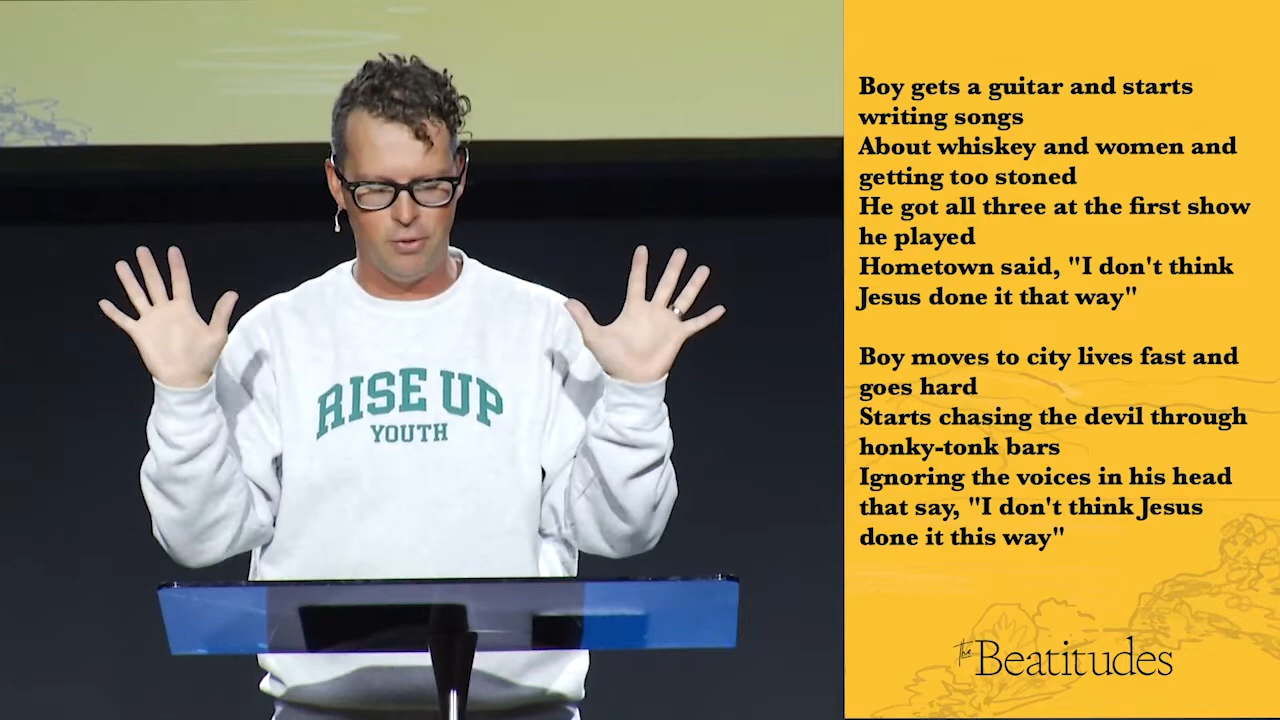 RISE UP
YOUTH
Boy gets a guitar and starts
writing songs
About whiskey and women and
getting too stoned
He got all three at the first show
he played
Hometown said, "I don't think
Jesus done it that way"
Boy moves to city lives fast and
goes hard
Starts chasing the devil through
honky-tonk bars
Ignoring the voices in his head
that say, "I don't think Jesus
done it this way"
the Beatitudes